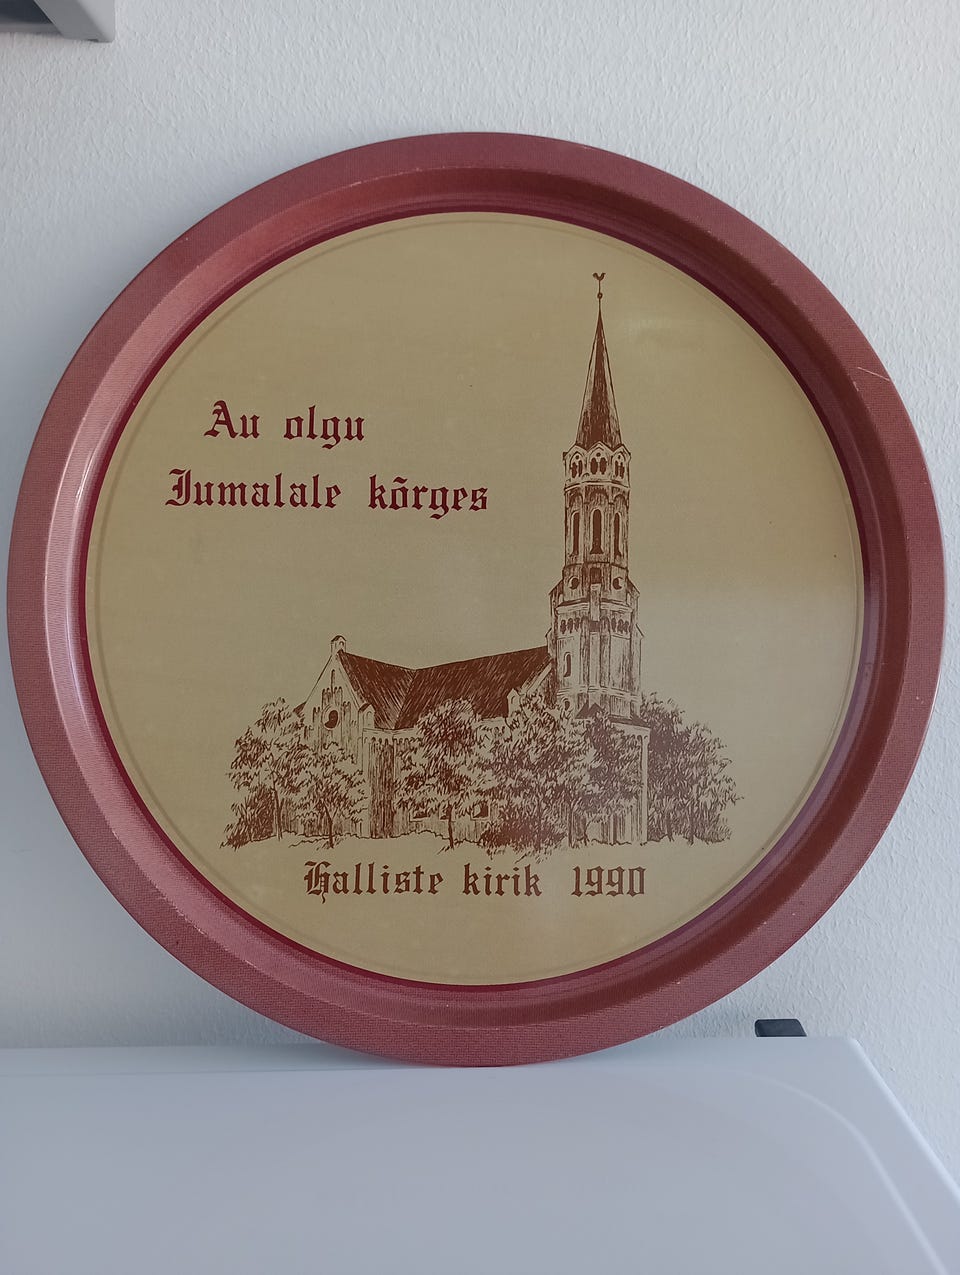 Au olgu
Jumalale kõrges
Halliste kirik 1990